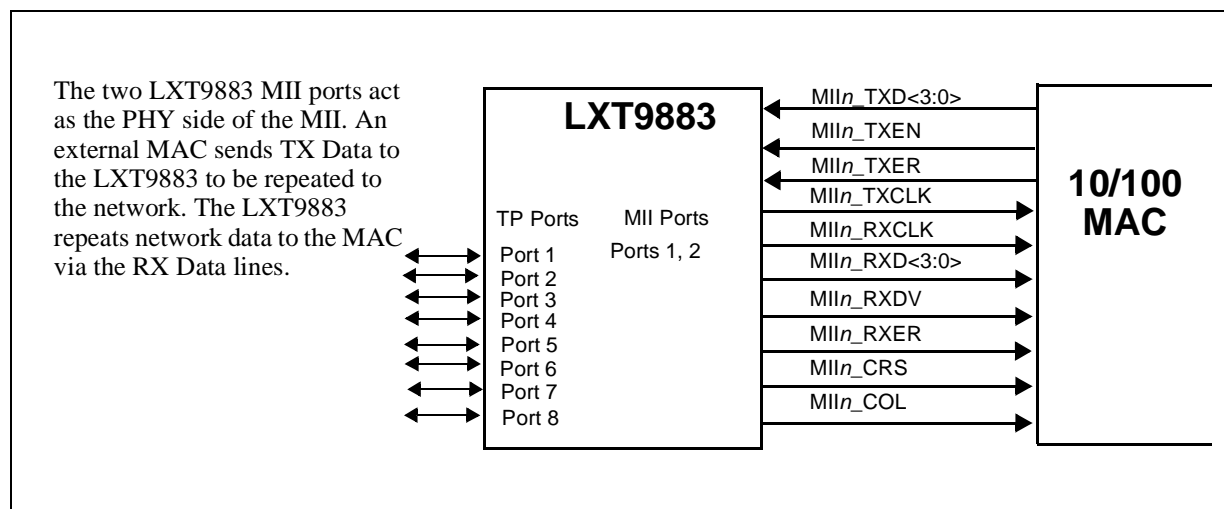 The two LXT9883 MII ports act
as the PHY side of the MII. An
external MAC sends TX Data to
the LXT9883 to be repeated to
the network. The LXT9883
repeats network data to the MAC
via the RX Data lines.
LXT9883
TP Ports
MII Ports
Port 1
Ports 1, 2
Port 2
Port 3
Port 4
Port 5
Port 6
Port 7
Port 8
MIIn_TXD<3:0>
MIIn_TXEN
MIIn_TXER
MIIn_TXCLK
MIIn_RXCLK
MIIn_RXD<3:0>
MIIn_RXDV
MIIn_RXER
MIIn_CRS
MIIn_COL
10/100
MAC